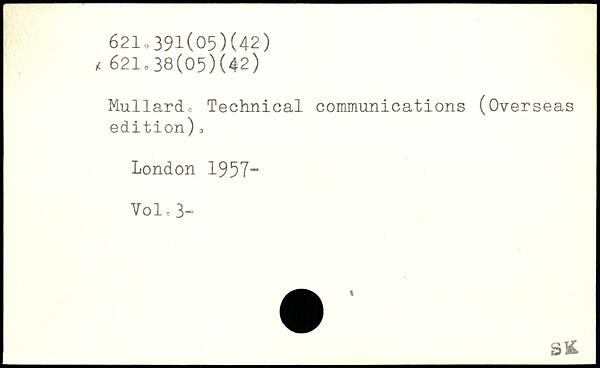 621.391(05)(42)
x 621.38(05)(42)
Mullard. Technical communications (Overseas
edition),
London 1957-
Vol.3-
SK